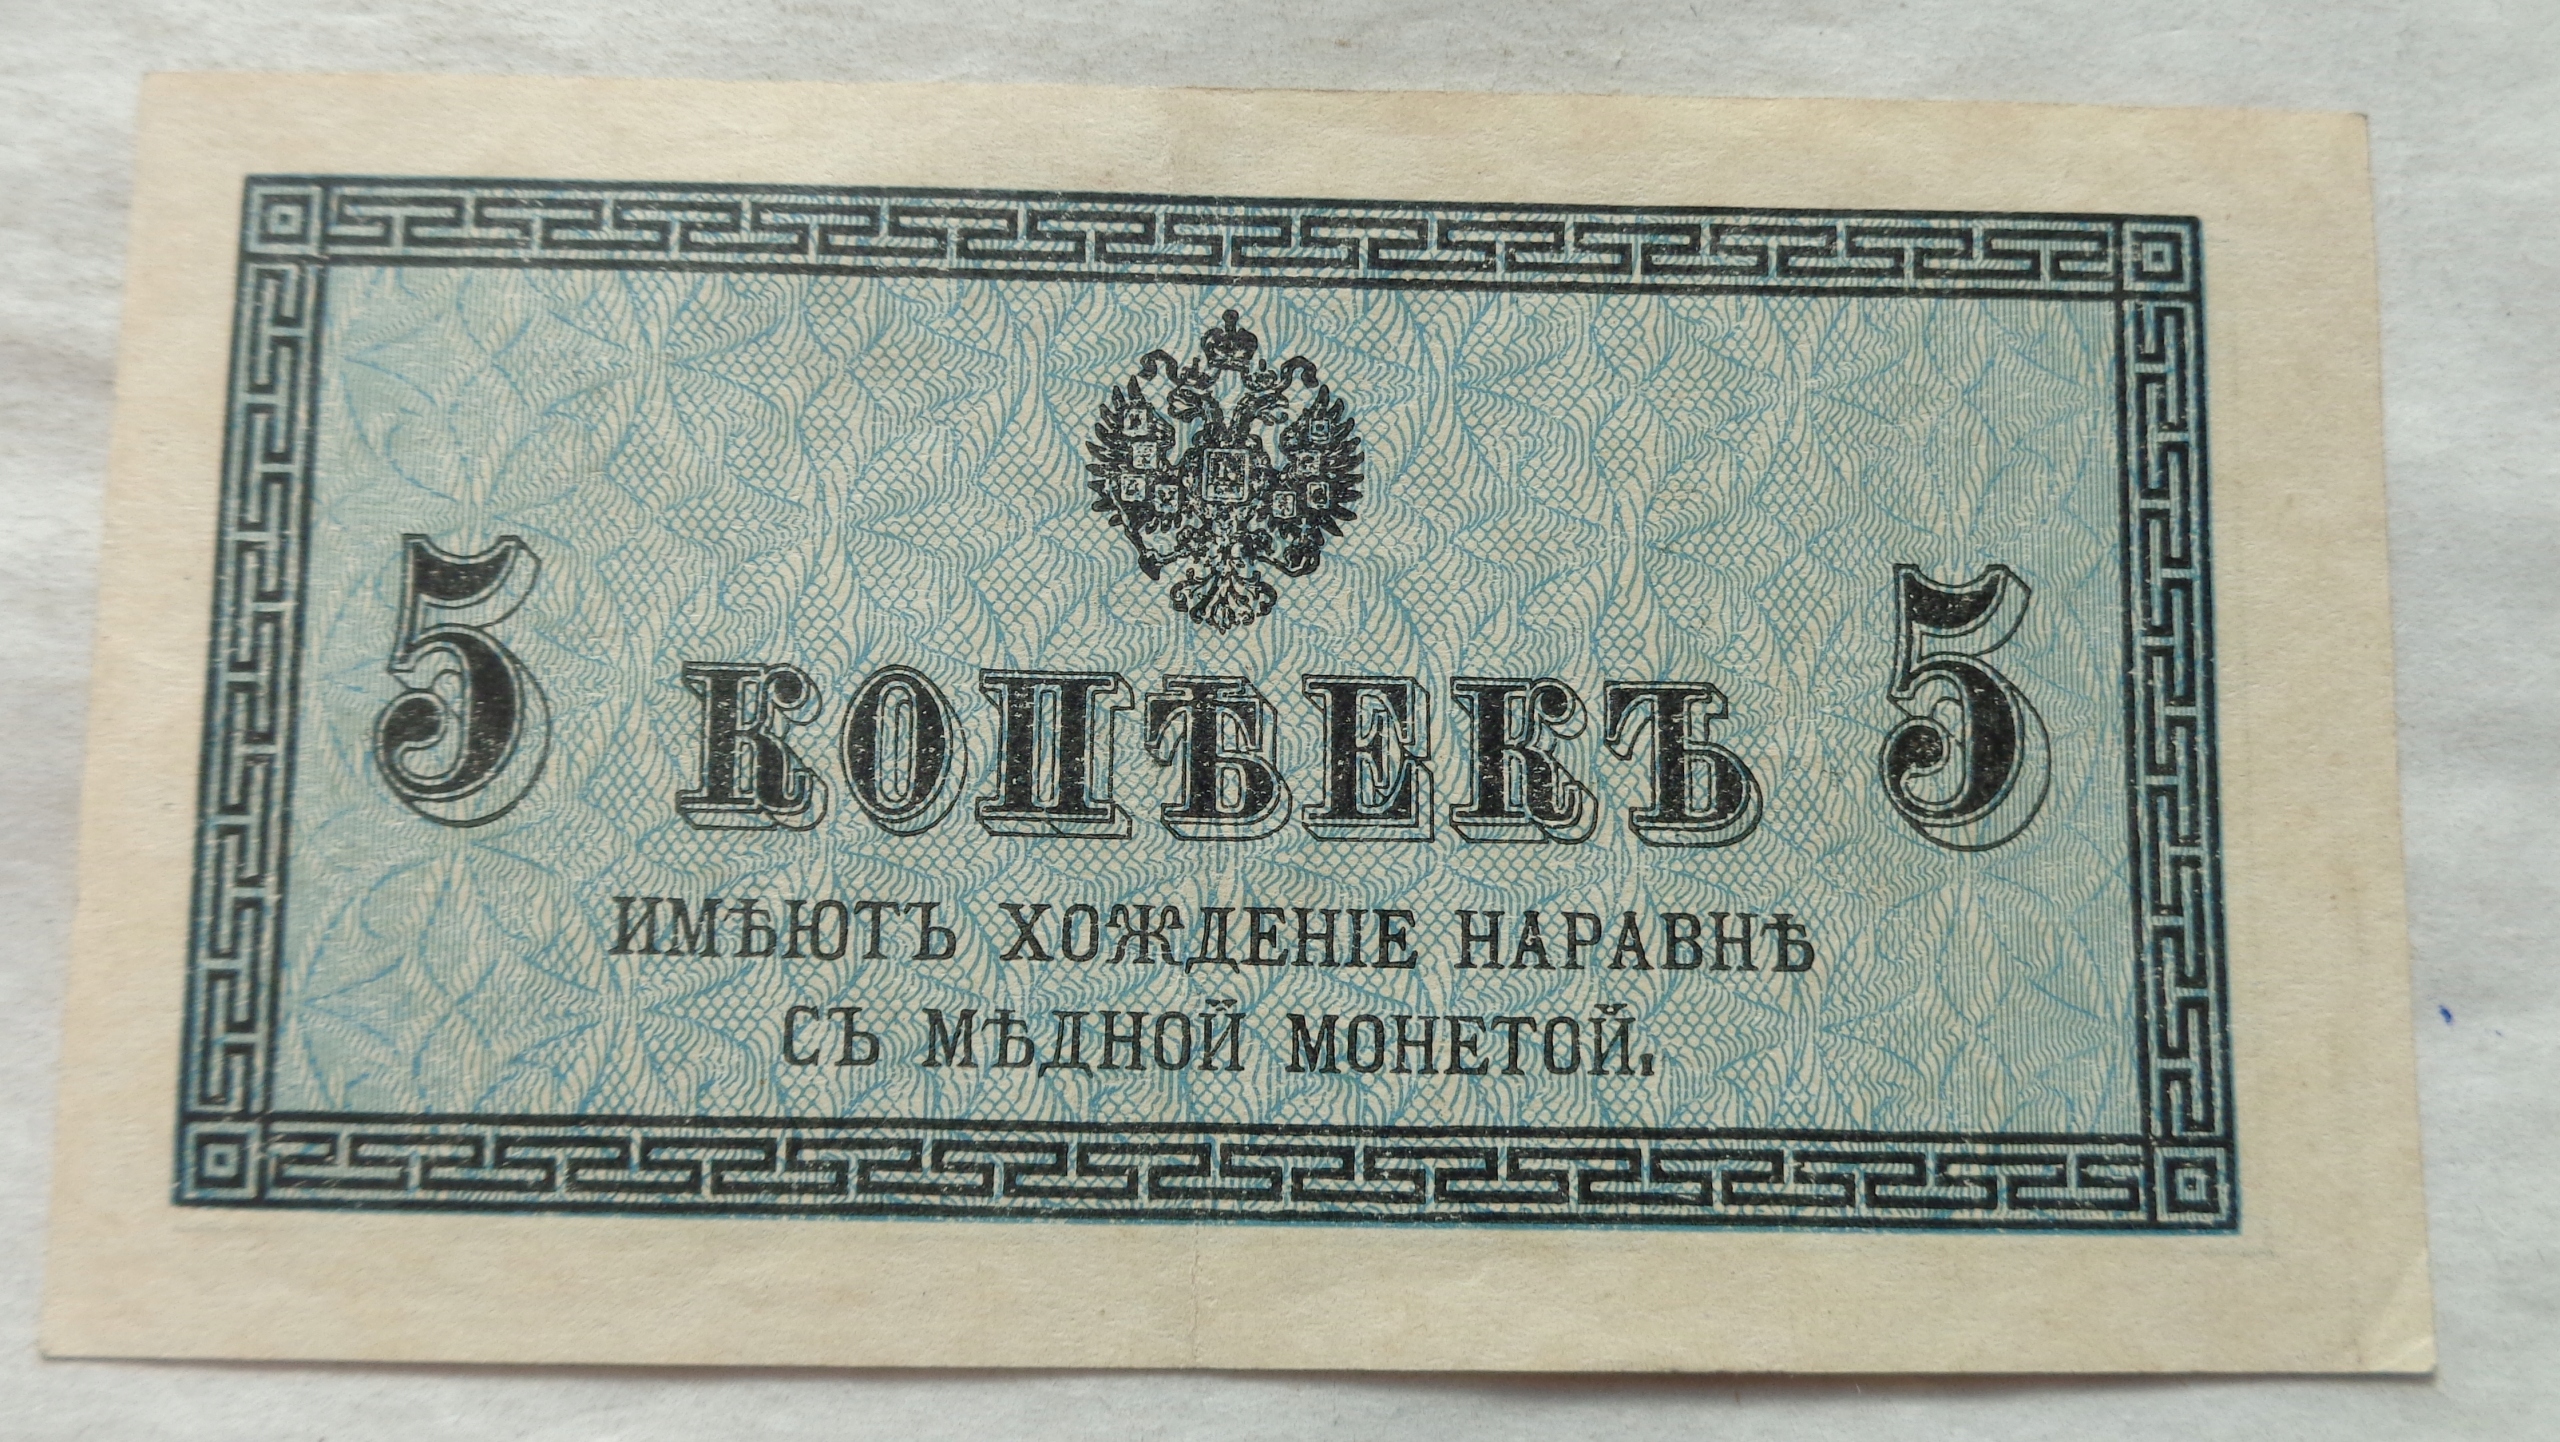 5 КОПѢЕКЪ 5
ИМѢЮТЪ ХОЖДЕНІЕ НАРАВНѢ
СЪ МѢДНОЙ МОНЕТОЙ.